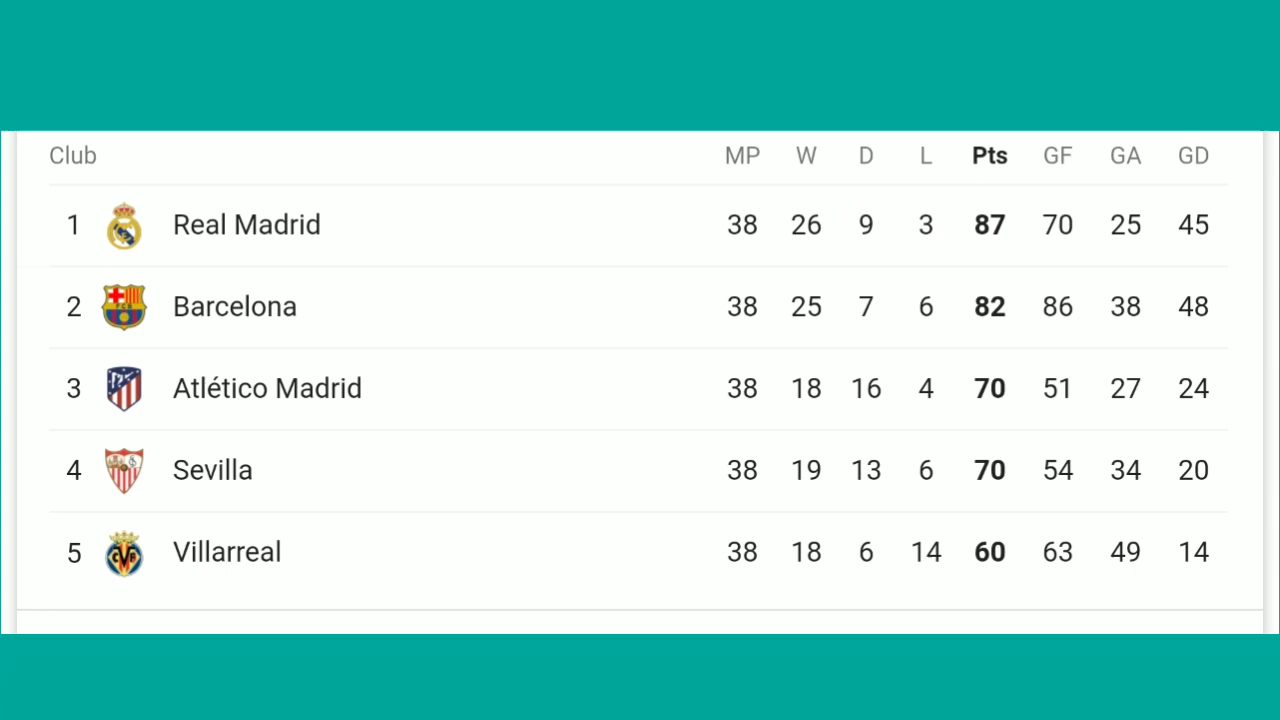 Club MP W D L Pts GF GA GD
1 Real Madrid 38 26 9 3 87 70 25 45
2 Barcelona 38 25 7 6 82 86 38 48
3 Atlético Madrid 38 18 16 4 70 51 27 24
4 Sevilla 38 19 13 6 70 54 34 20
5 Villarreal 38 18 6 14 60 63 49 14